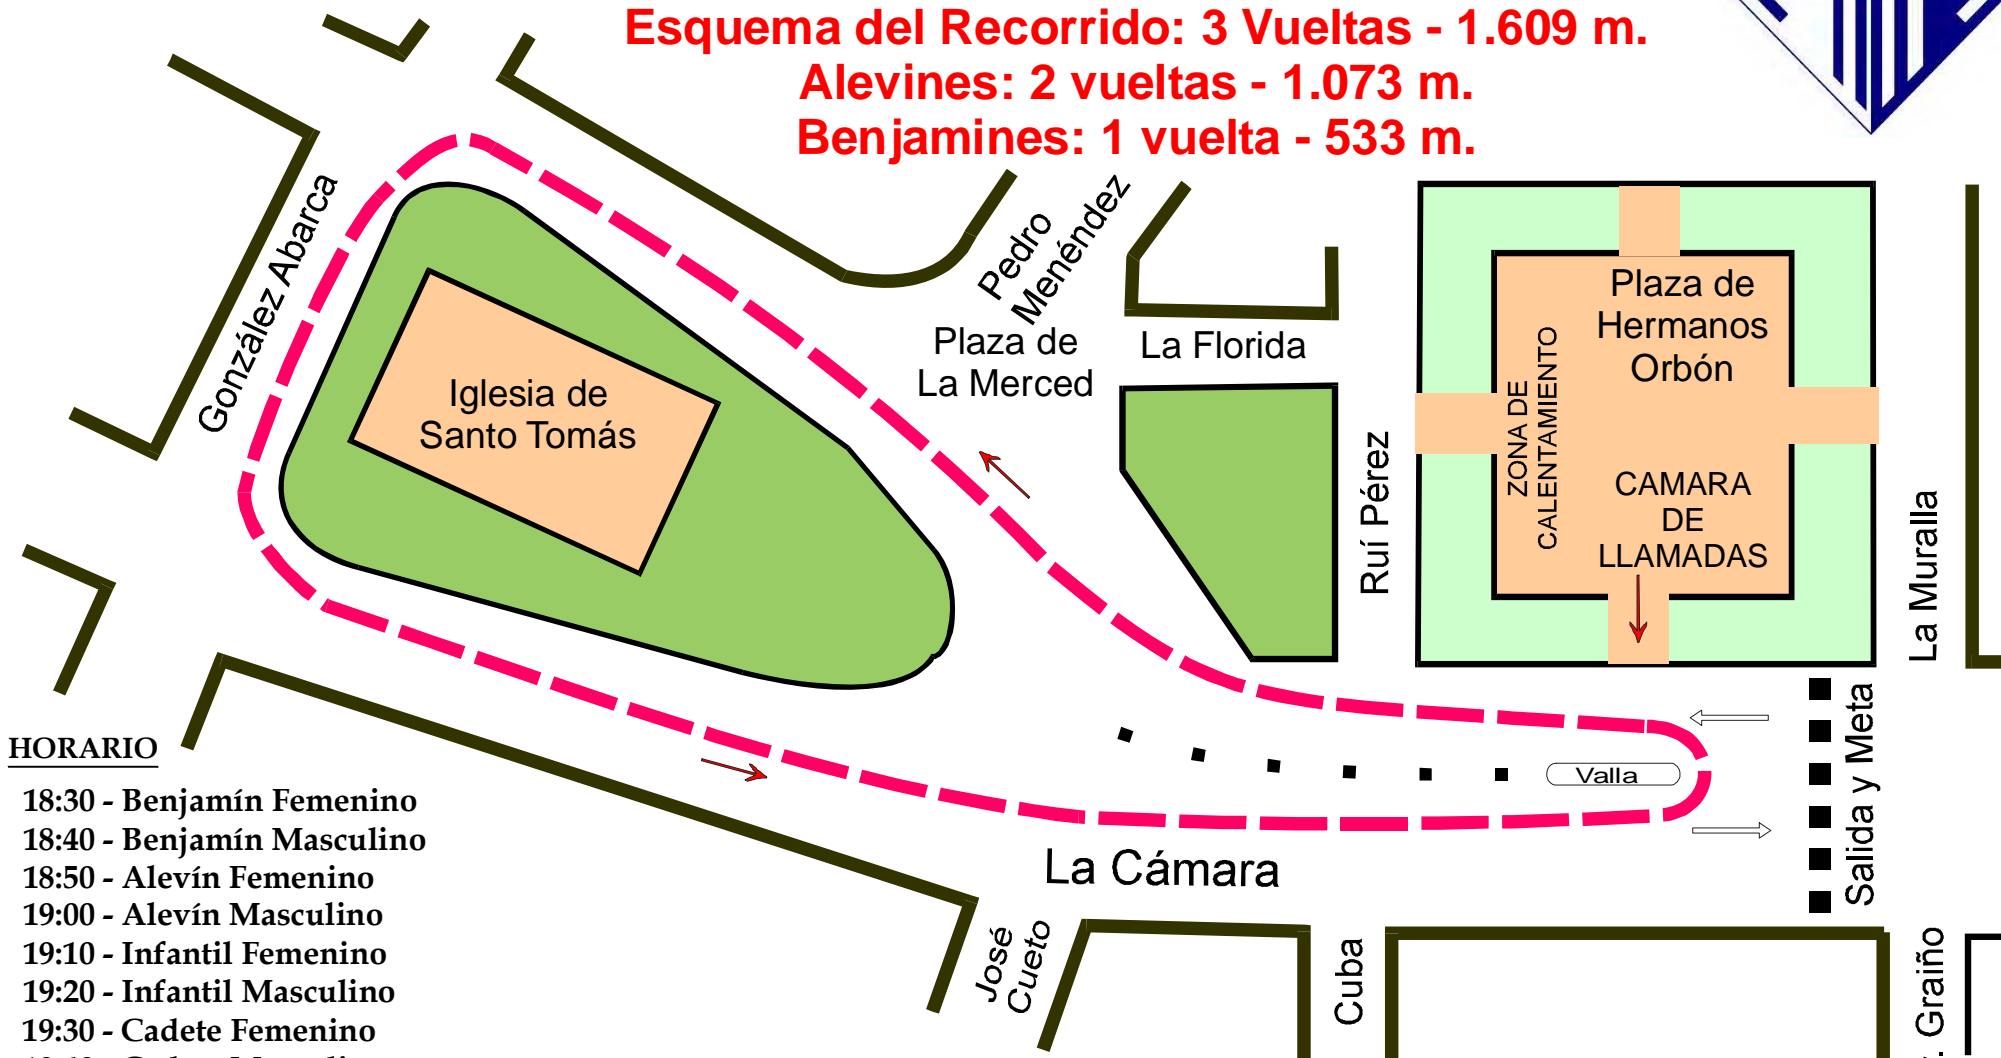 Esquema del Recorrido: 3 Vueltas - 1.609 m.
Alevines: 2 vueltas - 1.073 m.
Benjamines: 1 vuelta - 533 m.
González Abarca
Pedro
Menéndez
Plaza de
La Merced
La Florida
Iglesia de
Santo Tomás
Ruí Pérez
Plaza de
Hermanos
Orbón
ZONA DE
CALENTAMIENTO
CAMARA
DE
LLAMADAS
La Muralla
Salida y Meta
Valla
La Cámara
José
Cueto
Cuba
Graiño
HORARIO
18:30 - Benjamín Femenino
18:40 - Benjamín Masculino
18:50 - Alevín Femenino
19:00 - Alevín Masculino
19:10 - Infantil Femenino
19:20 - Infantil Masculino
19:30 - Cadete Femenino